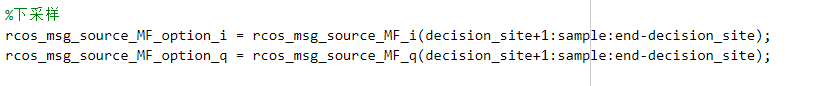 %下采样
rcos_msg_source_MF_option_i = rcos_msg_source_MF_i(decision_site+1:sample:end-decision_site);
rcos_msg_source_MF_option_q = rcos_msg_source_MF_q(decision_site+1:sample:end-decision_site);